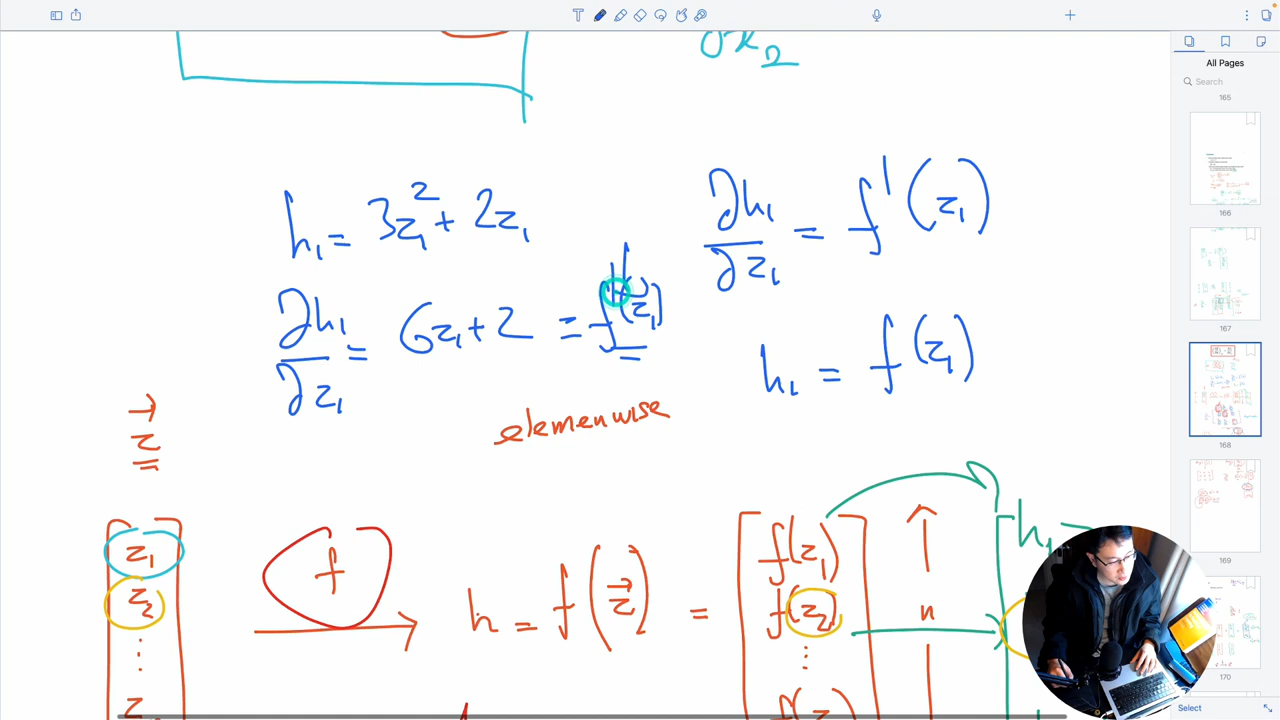 All Pages
Search
165
∂x₂
h₁ = 3z₁² + 2z₁
∂h₁/∂z₁ = f'(z₁)
166
∂h₁/∂z₁ = 6z₁ + 2 = f'(z₁)
h₁ = f(z₁)
167
elemenwise
z⃗
168
z₁
f
h = f(z⃗) = [f(z₁)
h₁
z₂
f(z₂)
n
⋮
⋮
169
170
Select